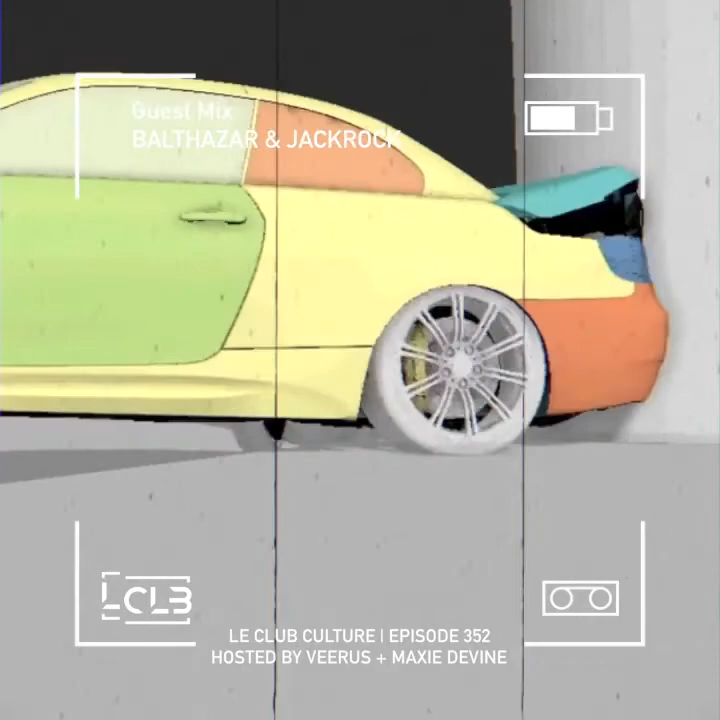 Guest Mix
BALTHAZAR & JACKROCK
LCLB
LE CLUB CULTURE | EPISODE 352
HOSTED BY VEERUS + MAXIE DEVINE